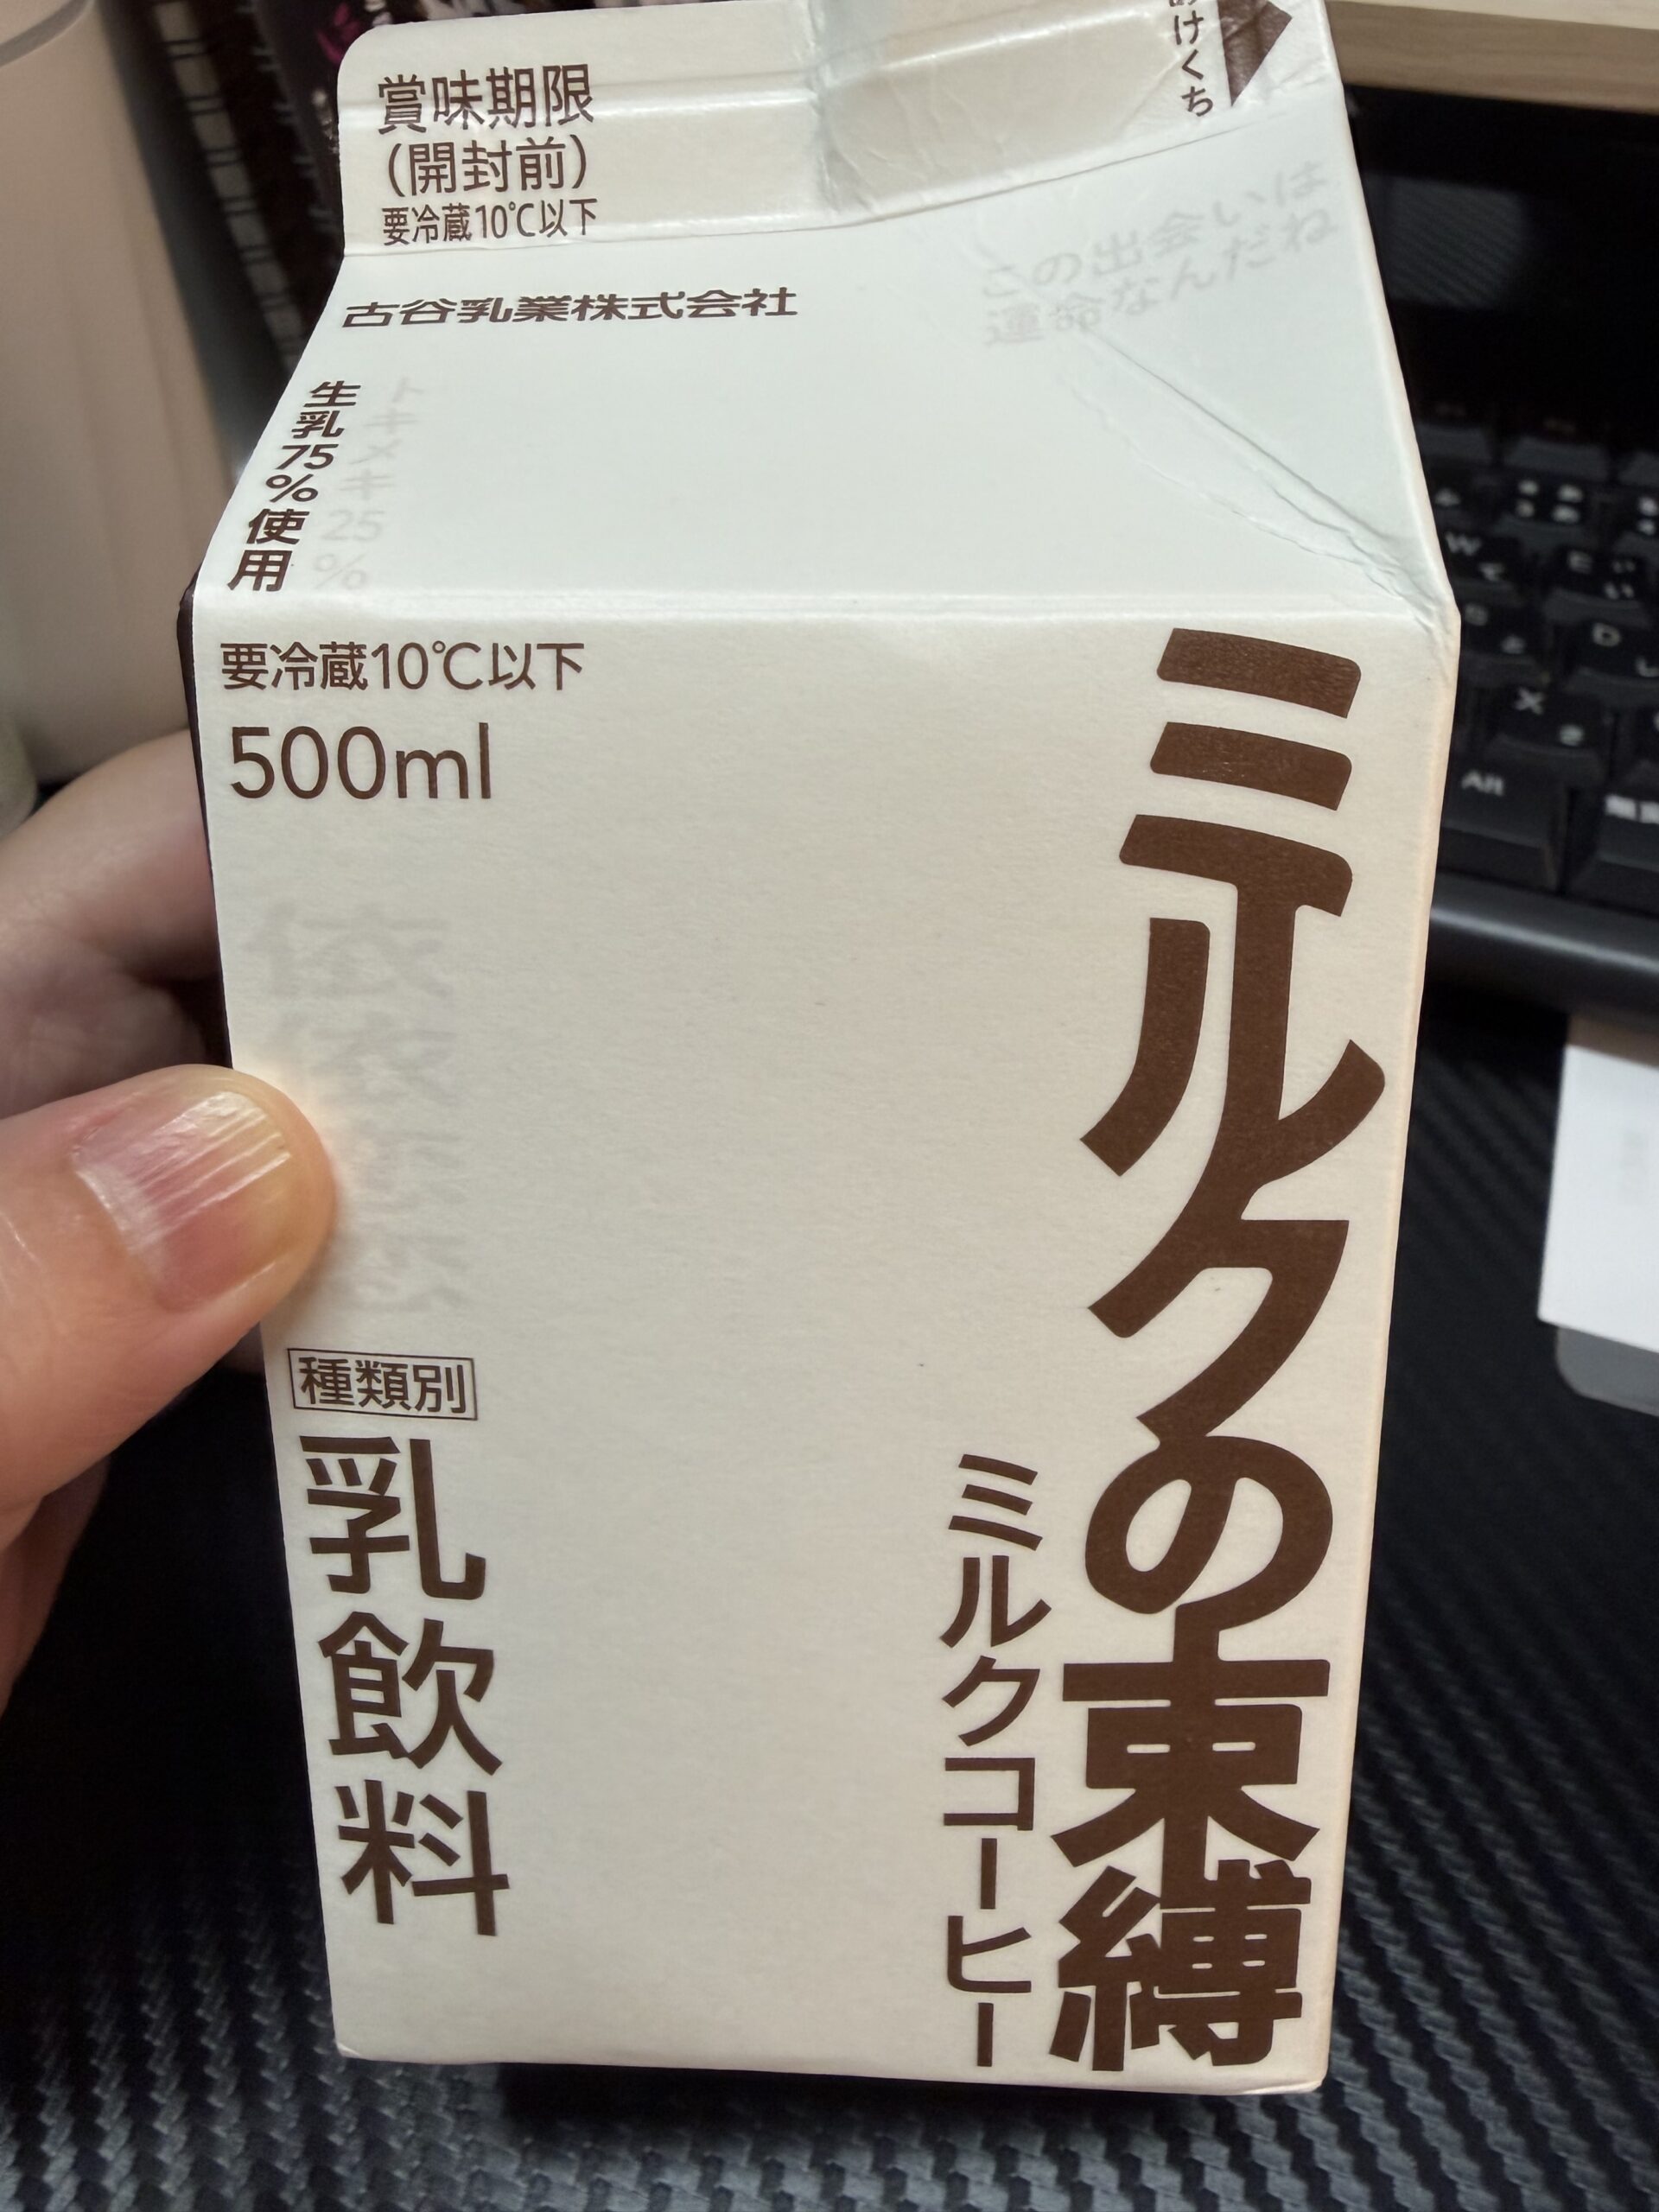 賞味期限
(開封前)
要冷蔵10℃以下
けくち
この出会いは
運命なんだね
古谷乳業株式会社
生乳75%使用
トキメキ25%
要冷蔵10℃以下
500ml
ミルクの束縛
ミルクコーヒー
種類別
乳飲料
W
て
D
し
X
Alt